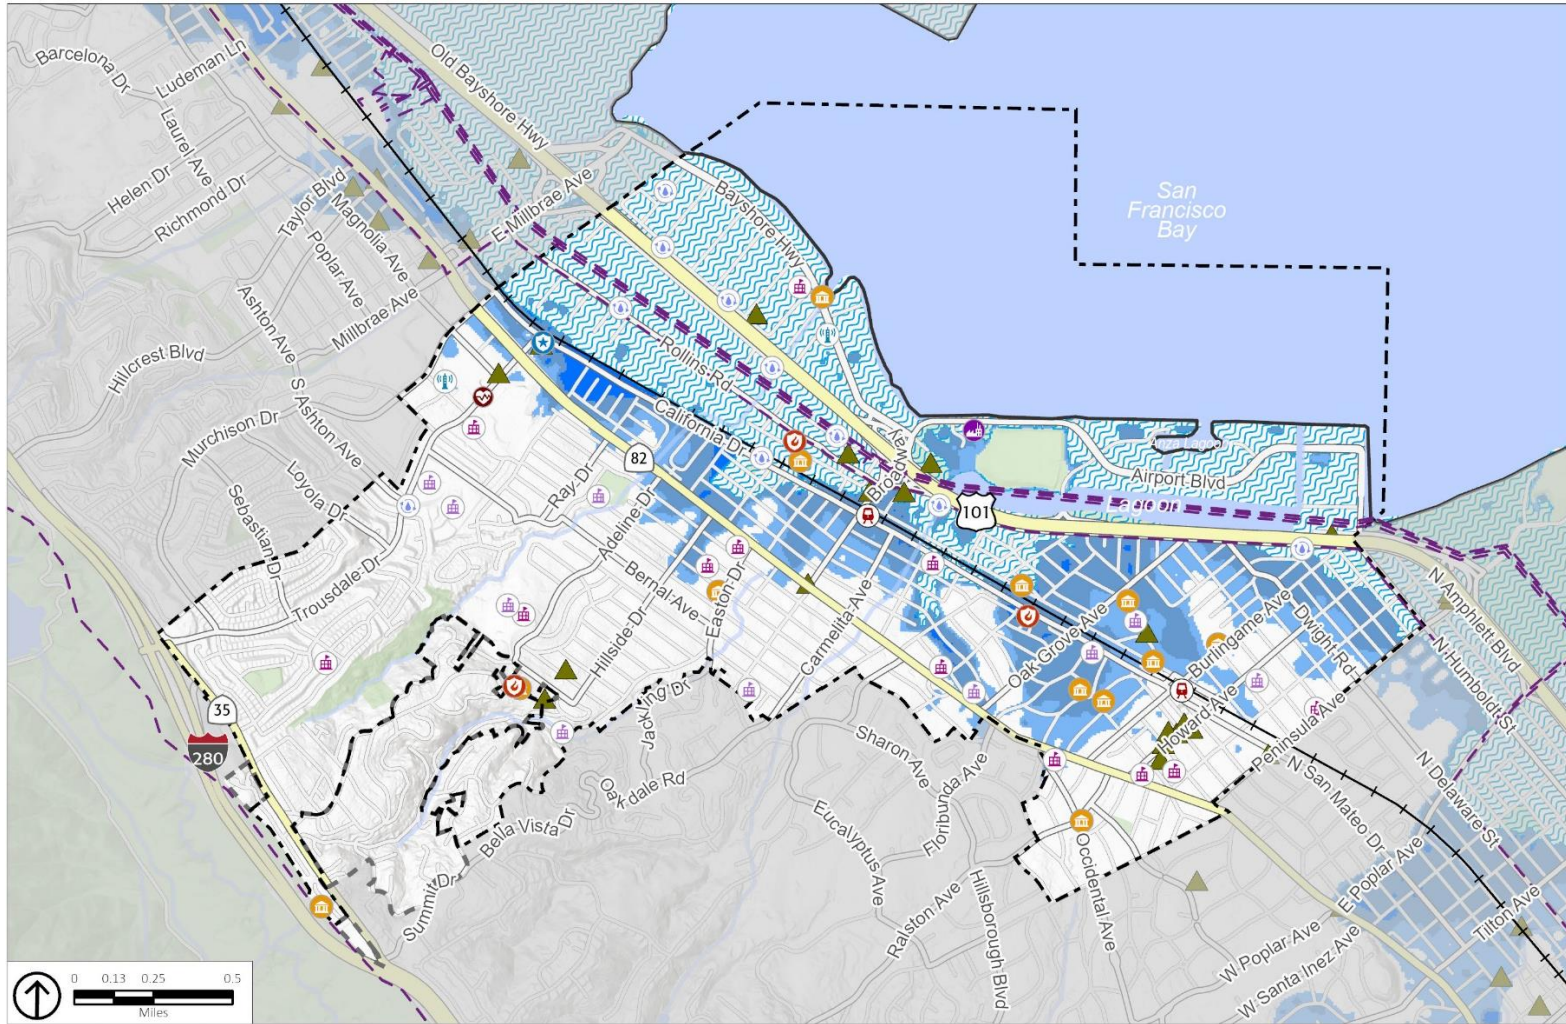 Barcelona Dr
Ludeman Ln
Laurel Ave
Helen Dr
Richmond Dr
Taylor Blvd
Magnolia Ave
Poplar Ave
Millbrae Ave
Ashton Ave
S Ashton Ave
Hillcrest Blvd
Murchison Dr
Loyola Dr
Sebastian Dr
Trousdale Dr
Old Bayshore Hwy
E Millbrae Ave
Bayshore Hwy
San
Francisco
Bay
Rollins Rd
California Dr
82
Ray Dr
Adeline Dr
Bernal Ave
Hillside Dr
Easton Dr
Jackling Dr
Carmelita Ave
Broadway
101
Anza Lagoon
Airport Blvd
Lagoon
Oak Grove Ave
Burlingame Ave
Dwight Rd
Howard Ave
Peninsula Ave
N Amphlett Blvd
N Humboldt St
N Delaware St
N San Mateo Dr
E Poplar Ave
Tilton Ave
W Poplar Ave
W Santa Inez Ave
Occidental Ave
Sharon Ave
Floribunda Ave
Eucalyptus Ave
Ralston Ave
Hillsborough Blvd
Oakdale Rd
Bella Vista Dr
Summit Dr
35
280
0 0.13 0.25 0.5
Miles